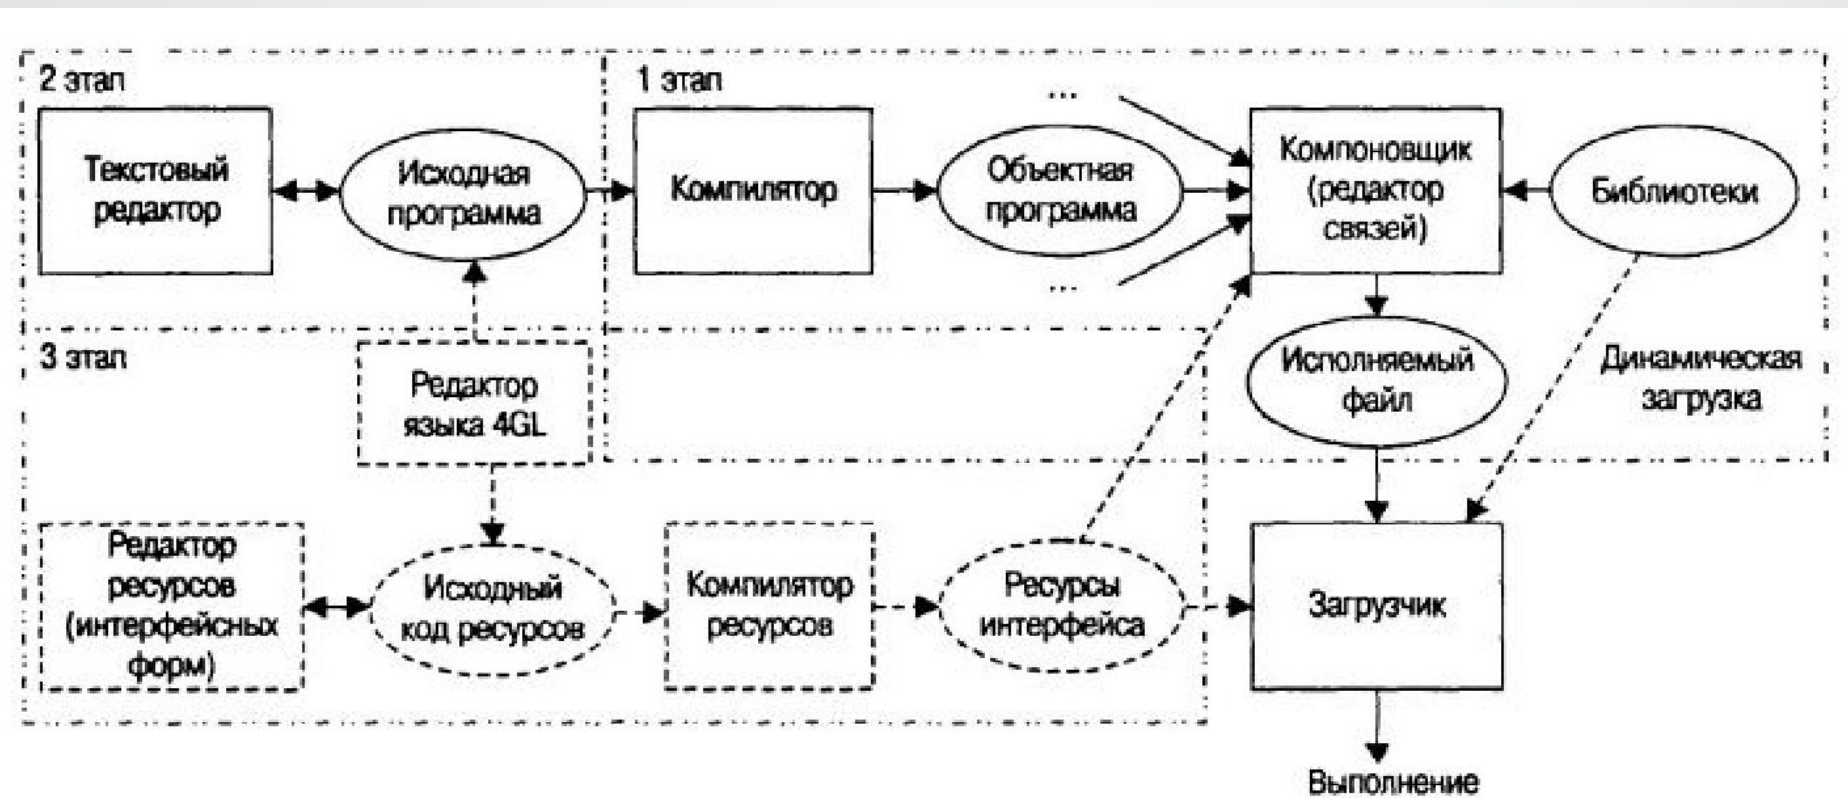 2 этап
1 этап
...
Текстовый
редактор
Исходная
программа
Компилятор
Объектная
программа
Компоновщик
(редактор
связей)
Библиотеки
...
3 этап
Редактор
языка 4GL
Исполняемый
файл
Динамическая
загрузка
Редактор
ресурсов
(интерфейсных
форм)
Исходный
код ресурсов
Компилятор
ресурсов
Ресурсы
интерфейса
Загрузчик
Выполнение